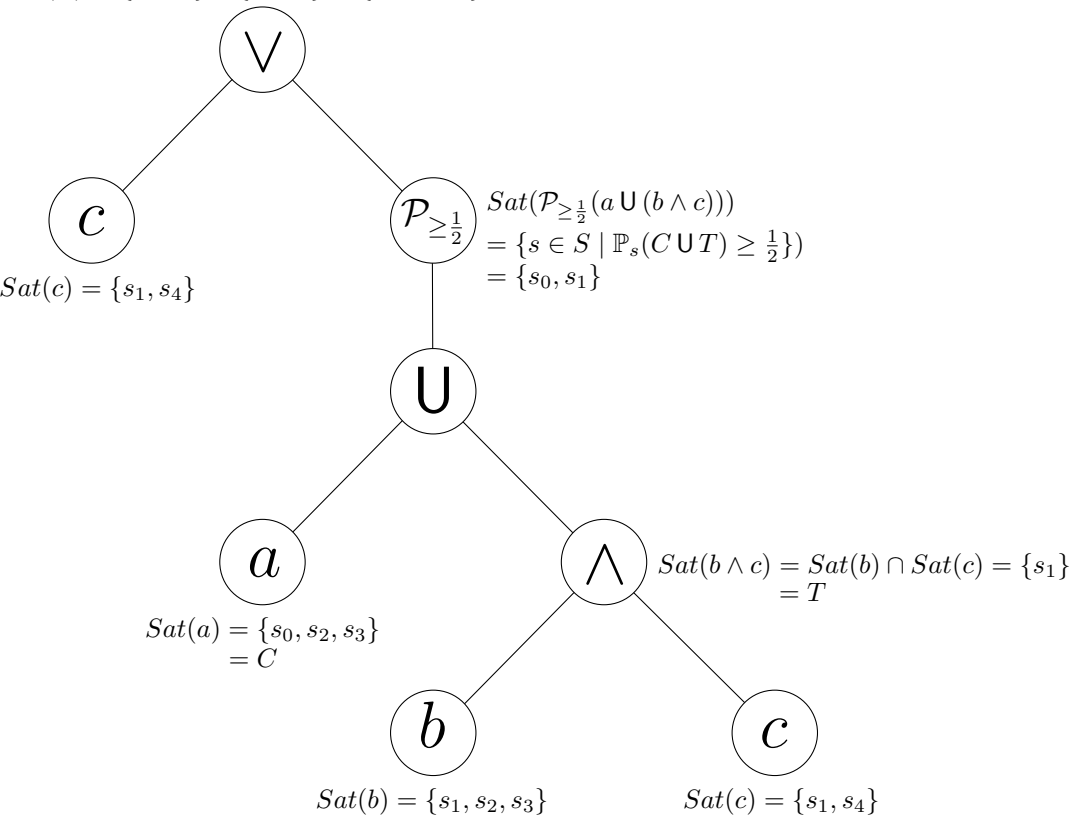 ∨
c
𝒫≥1/2
Sat(𝒫≥1/2(a U (b ∧ c)))
= {s ∈ S | ℙs(C U T) ≥ 1/2})
= {s0, s1}
Sat(c) = {s1, s4}
U
a
∧
Sat(b ∧ c) = Sat(b) ∩ Sat(c) = {s1}
= T
Sat(a) = {s0, s2, s3}
= C
b
c
Sat(b) = {s1, s2, s3}
Sat(c) = {s1, s4}